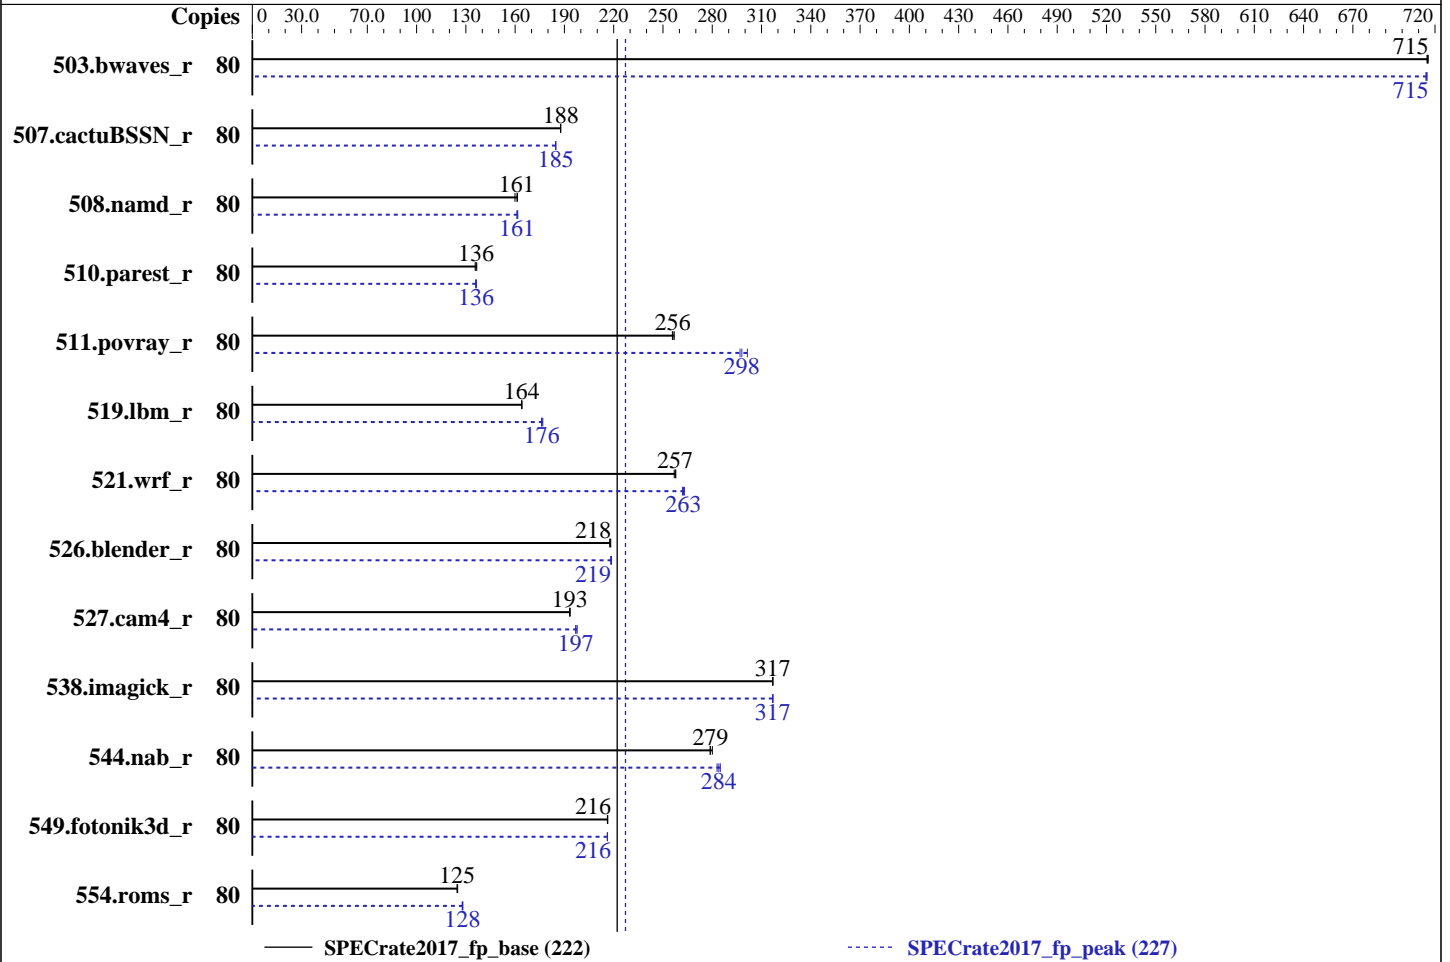 Copies 0 30.0 70.0 100 130 160 190 220 250 280 310 340 370 400 430 460 490 520 550 580 610 640 670 720
503.bwaves_r 80 715
715
507.cactuBSSN_r 80 188
185
508.namd_r 80 161
161
510.parest_r 80 136
136
511.povray_r 80 256
298
519.lbm_r 80 164
176
521.wrf_r 80 257
263
526.blender_r 80 218
219
527.cam4_r 80 193
197
538.imagick_r 80 317
317
544.nab_r 80 279
284
549.fotonik3d_r 80 216
216
554.roms_r 80 125
128
SPECrate2017_fp_base (222) SPECrate2017_fp_peak (227)